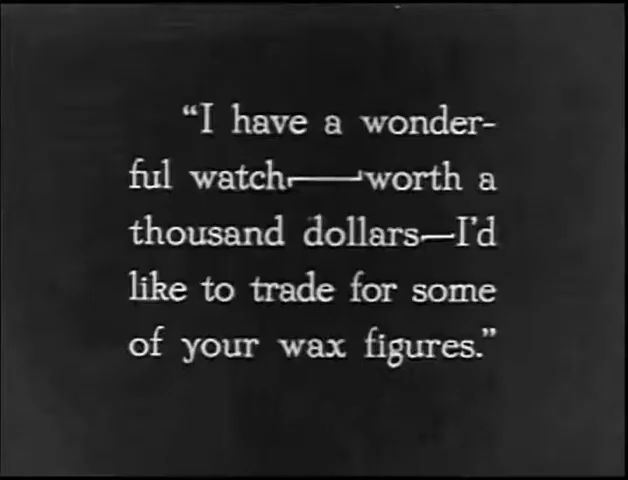 “I have a wonder-
ful watch——worth a
thousand dollars—I'd
like to trade for some
of your wax figures.”